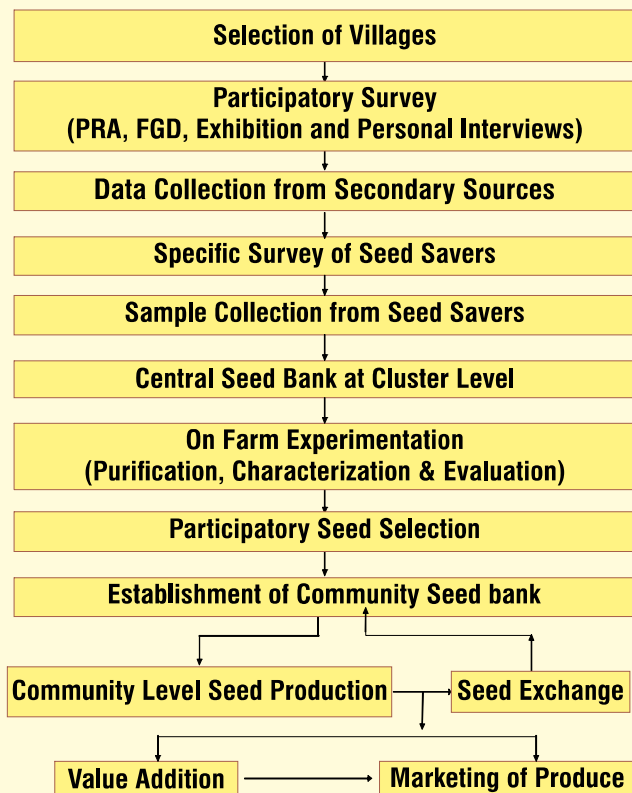 Selection of Villages
Participatory Survey
(PRA, FGD, Exhibition and Personal Interviews)
Data Collection from Secondary Sources
Specific Survey of Seed Savers
Sample Collection from Seed Savers
Central Seed Bank at Cluster Level
On Farm Experimentation
(Purification, Characterization & Evaluation)
Participatory Seed Selection
Establishment of Community Seed bank
Community Level Seed Production
Seed Exchange
Value Addition
Marketing of Produce